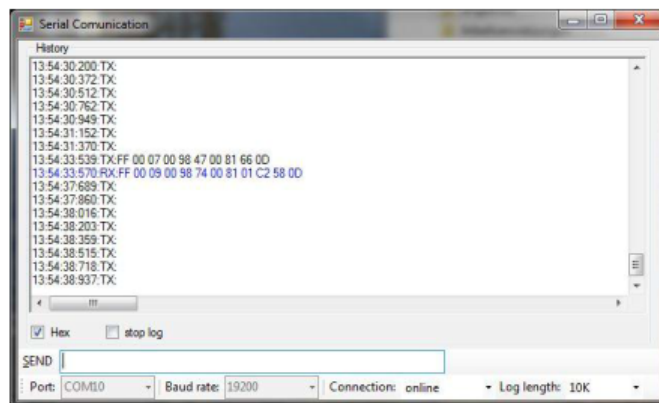 Serial Comunication
History
13:54:30:200:TX:
13:54:30:372:TX:
13:54:30:512:TX:
13:54:30:762:TX:
13:54:30:949:TX:
13:54:31:152:TX:
13:54:31:370:TX:
13:54:33:539:TX:FF 00 07 00 98 47 00 81 66 0D
13:54:33:570:RX:FF 00 09 00 98 74 00 81 01 C2 58 0D
13:54:37:689:TX:
13:54:37:860:TX:
13:54:38:016:TX:
13:54:38:203:TX:
13:54:38:359:TX:
13:54:38:515:TX:
13:54:38:718:TX:
13:54:38:937:TX:
Hex stop log
SEND
Port: COM10 Baud rate: 19200 Connection: online Log length: 10K